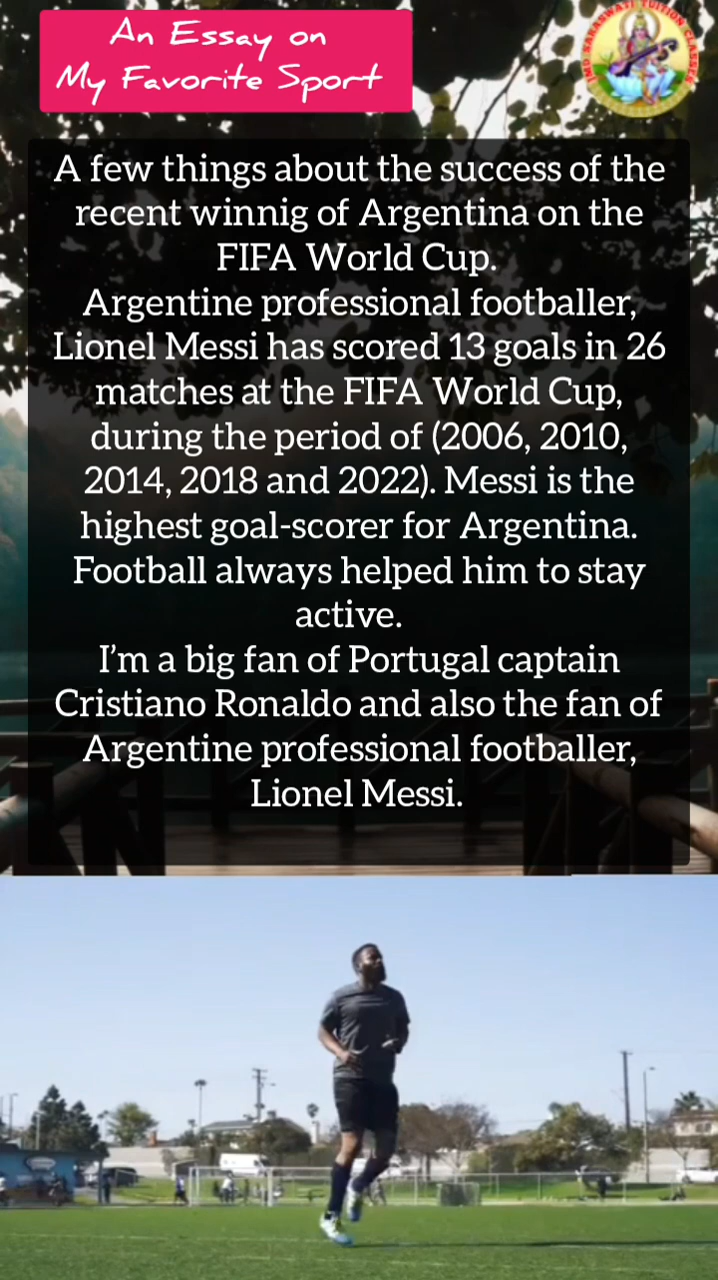 An Essay on
My Favorite Sport
IMD SARASWATI TUITION CLASSES
A few things about the success of the
recent winnig of Argentina on the
FIFA World Cup.
Argentine professional footballer,
Lionel Messi has scored 13 goals in 26
matches at the FIFA World Cup,
during the period of (2006, 2010,
2014, 2018 and 2022). Messi is the
highest goal-scorer for Argentina.
Football always helped him to stay
active.
I'm a big fan of Portugal captain
Cristiano Ronaldo and also the fan of
Argentine professional footballer,
Lionel Messi.